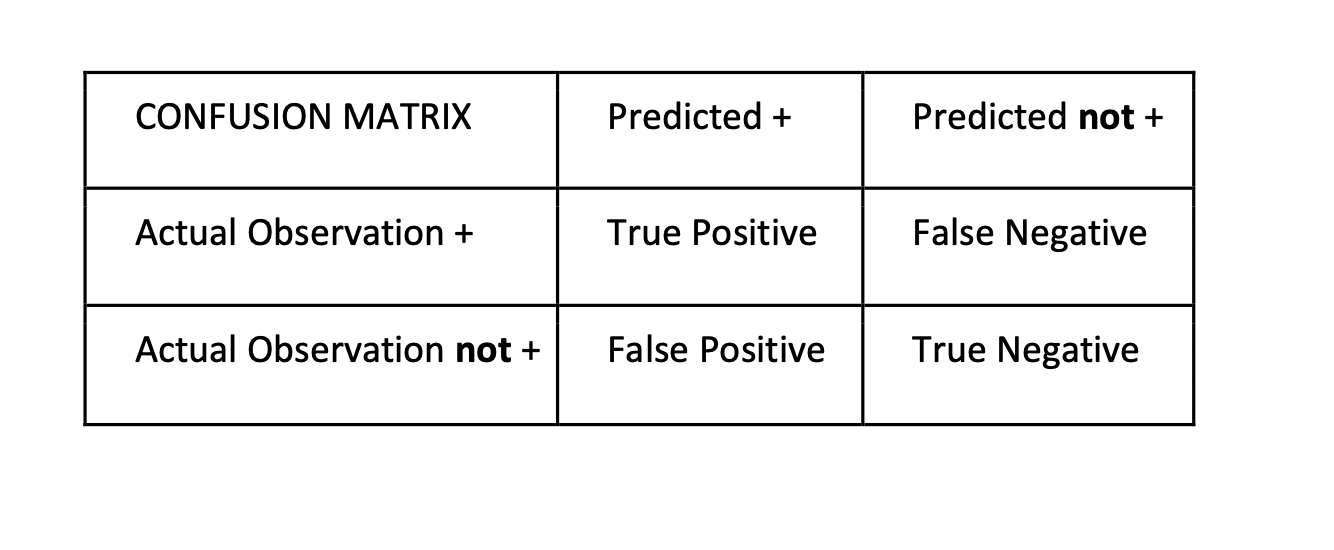 CONFUSION MATRIX Predicted + Predicted not +
Actual Observation + True Positive False Negative
Actual Observation not + False Positive True Negative